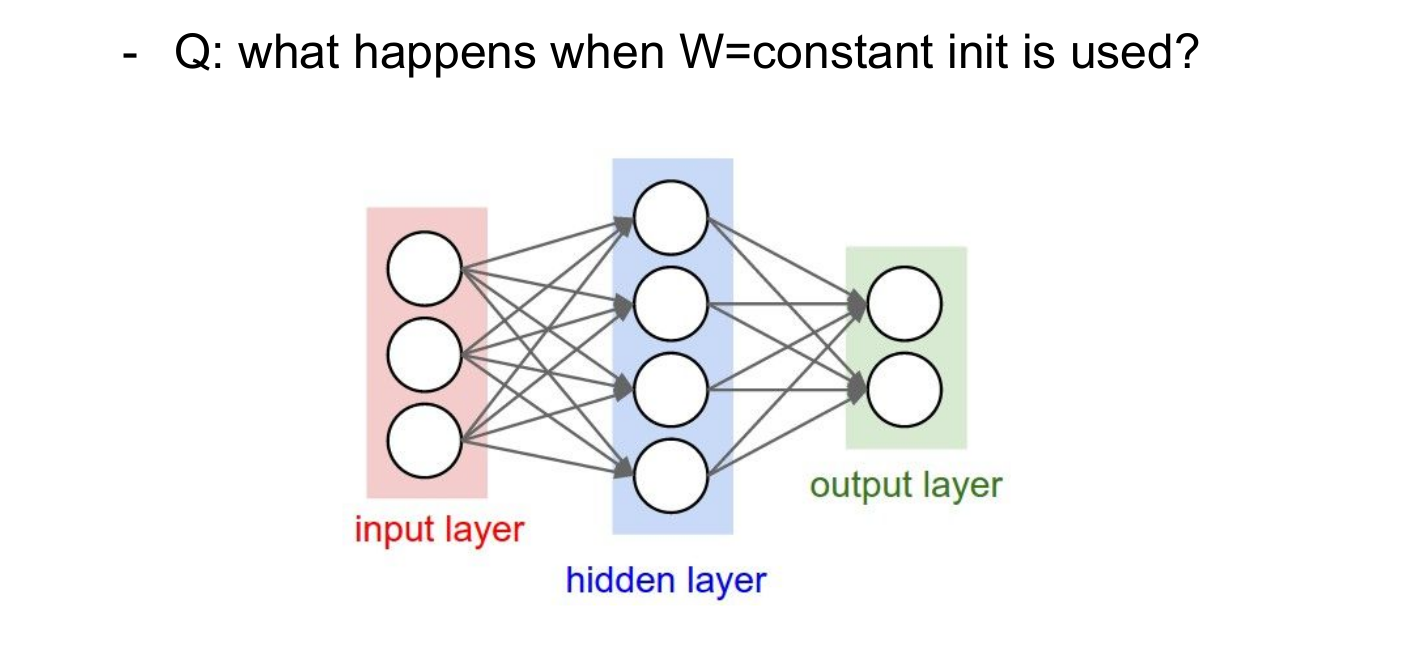 - Q: what happens when W=constant init is used?
input layer
hidden layer
output layer